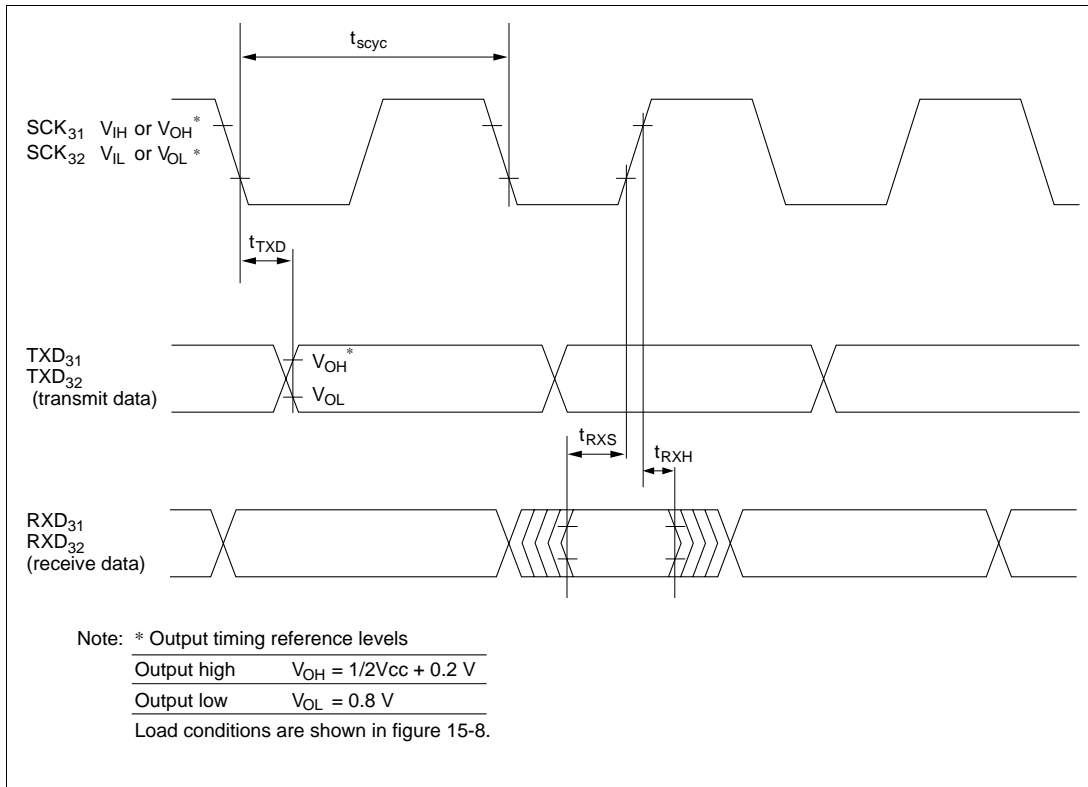 tscyc
SCK31 VIH or VOH*
SCK32 VIL or VOL *
tTXD
TXD31
TXD32
(transmit data)
VOH*
VOL
tRXS
tRXH
RXD31
RXD32
(receive data)
Note: * Output timing reference levels
Output high VOH = 1/2Vcc + 0.2 V
Output low VOL = 0.8 V
Load conditions are shown in figure 15-8.